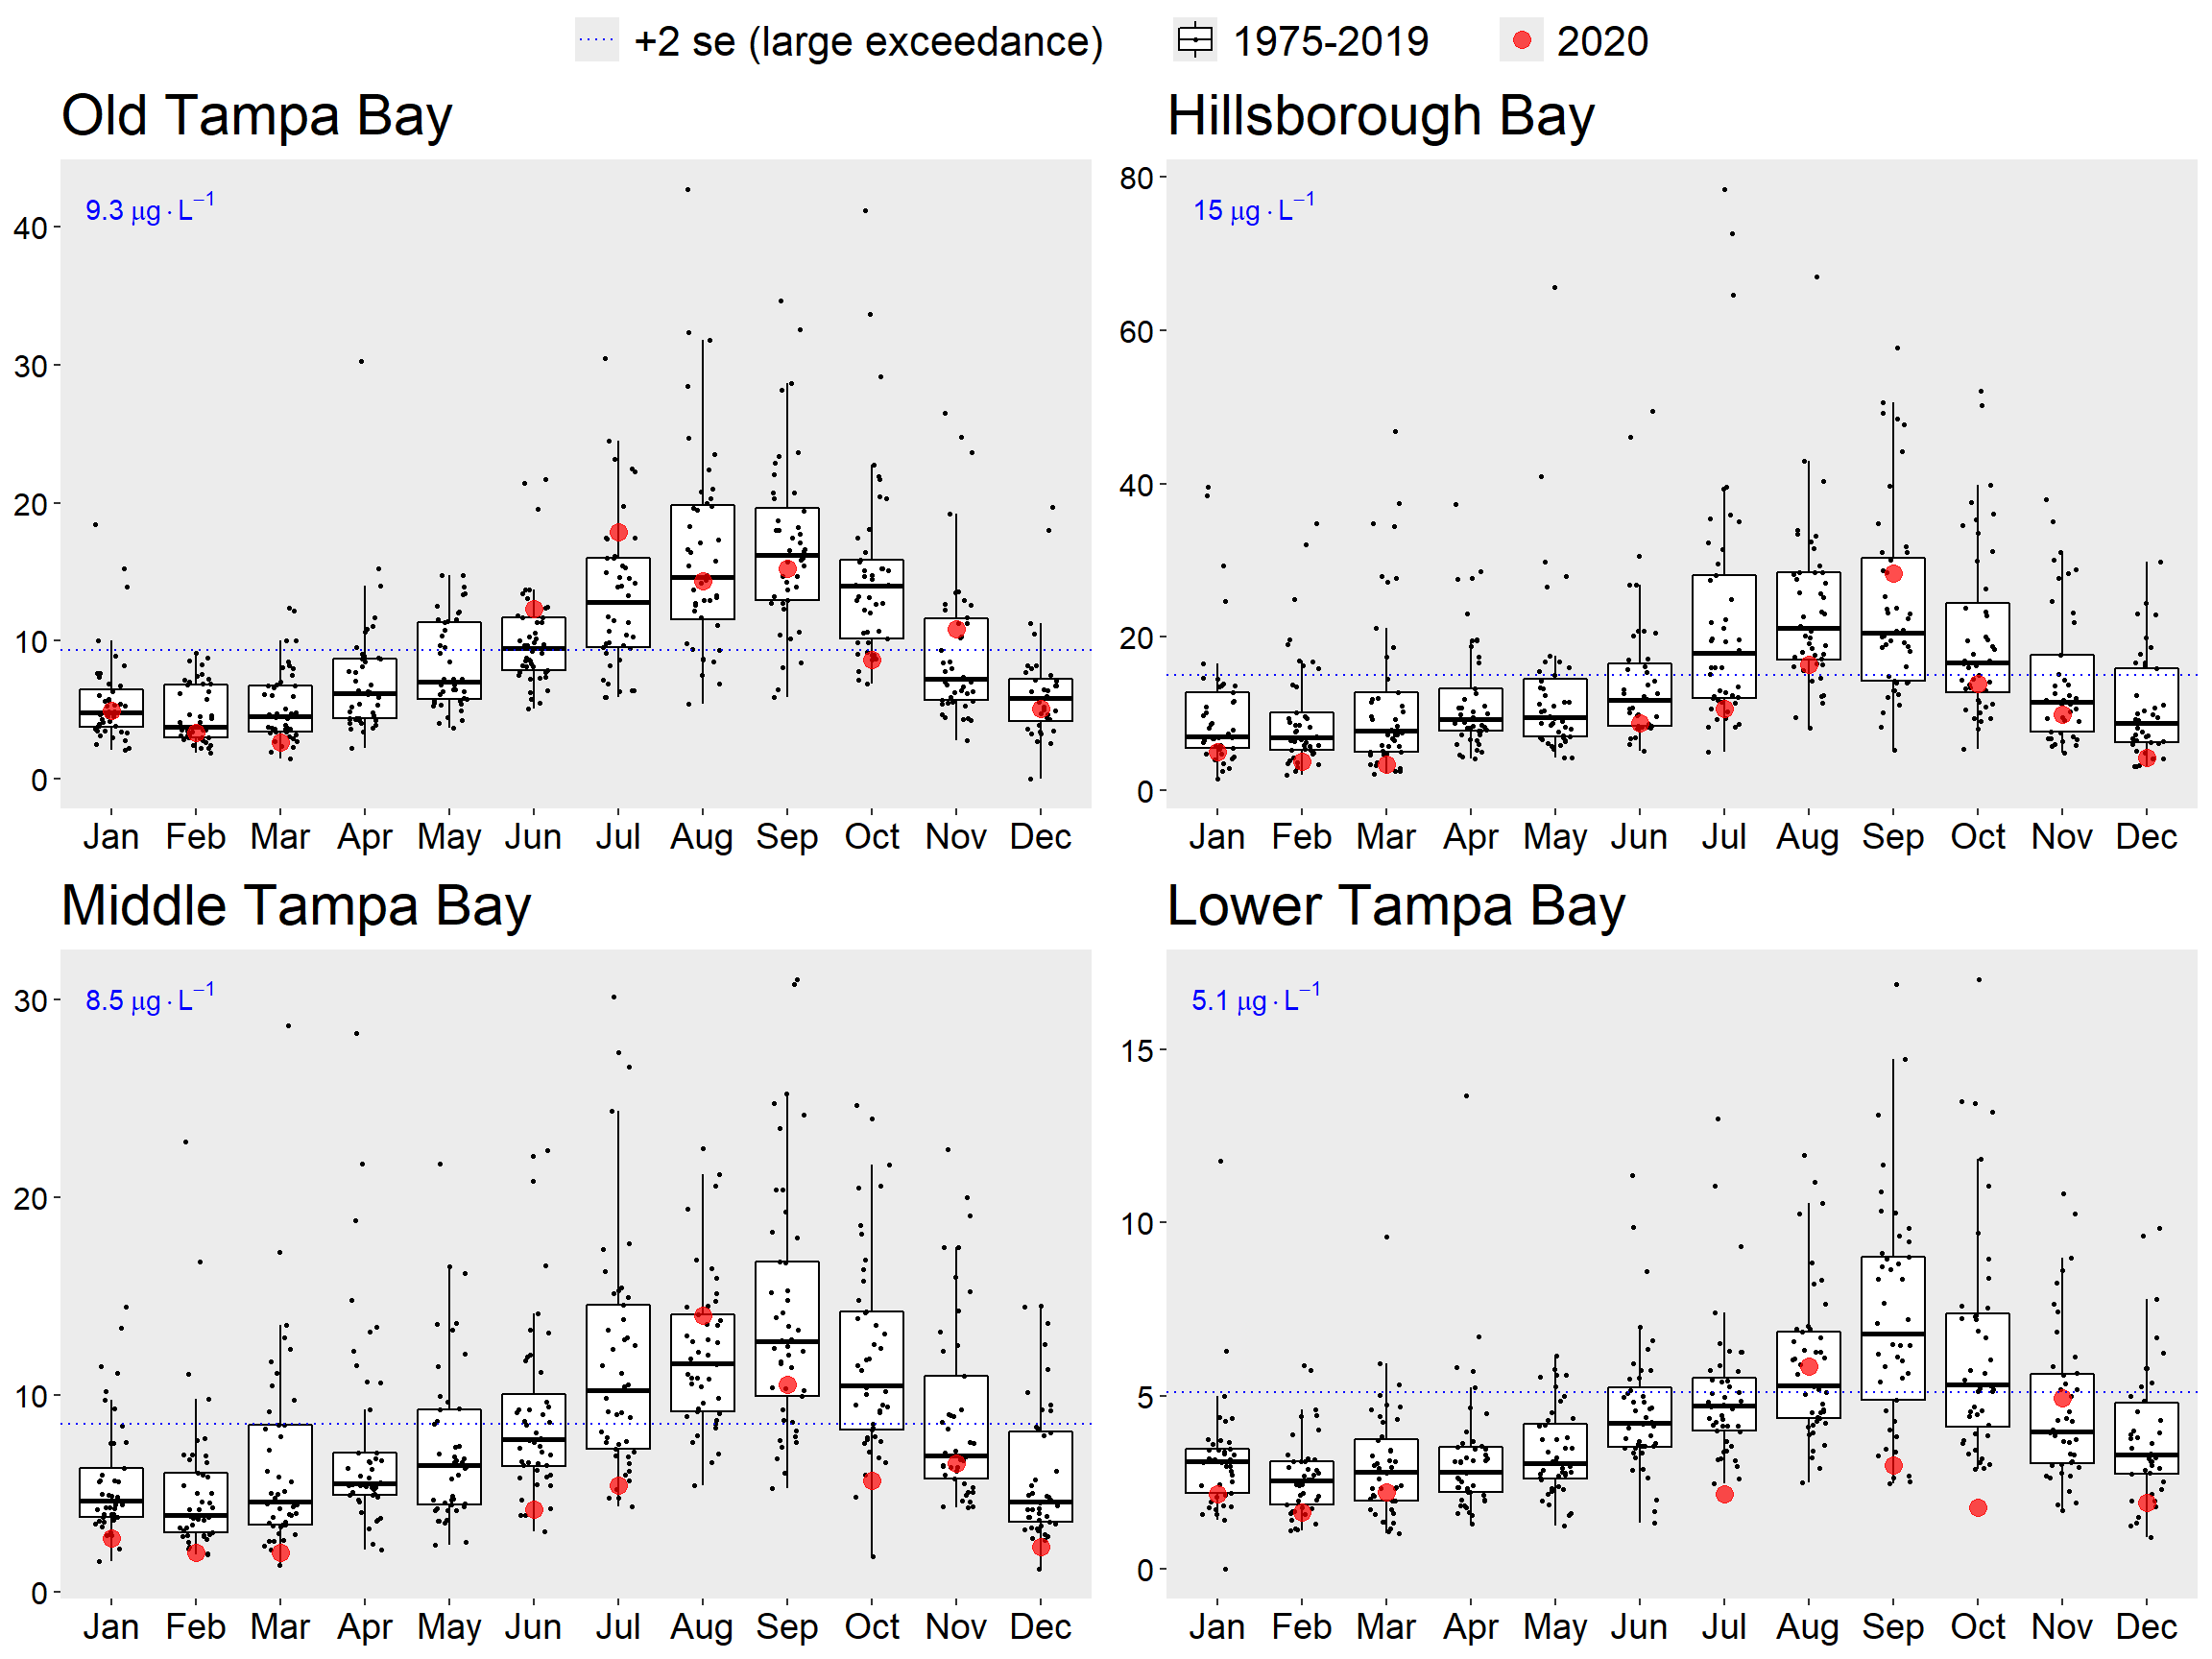 +2 se (large exceedance) 1975-2019 2020
Old Tampa Bay
9.3 µg·L⁻¹
40
30
20
10
0
Jan Feb Mar Apr May Jun Jul Aug Sep Oct Nov Dec
Hillsborough Bay
15 µg·L⁻¹
80
60
40
20
0
Jan Feb Mar Apr May Jun Jul Aug Sep Oct Nov Dec
Middle Tampa Bay
8.5 µg·L⁻¹
30
20
10
0
Jan Feb Mar Apr May Jun Jul Aug Sep Oct Nov Dec
Lower Tampa Bay
5.1 µg·L⁻¹
15
10
5
0
Jan Feb Mar Apr May Jun Jul Aug Sep Oct Nov Dec